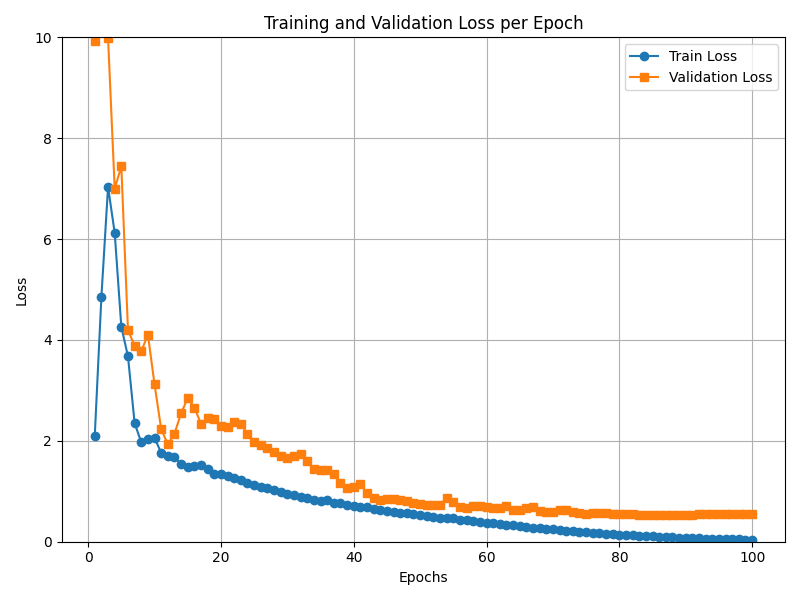 Training and Validation Loss per Epoch
10
8
6
4
2
0
Loss
Train Loss
Validation Loss
0 20 40 60 80 100
Epochs